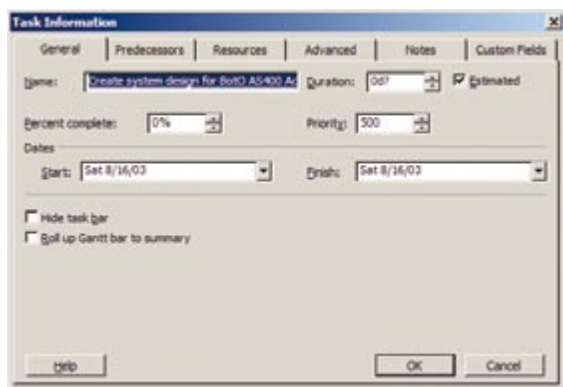 Task Information
General Predecessors Resources Advanced Notes Custom Fields
Name: Create system design for BotO AS400 Ac Duration: 0d? Estimated
Percent complete: 0% Priority: 500
Dates
Start: Sat 8/16/03 Finish: Sat 8/16/03
Hide task bar
Roll up Gantt bar to summary
Help OK Cancel